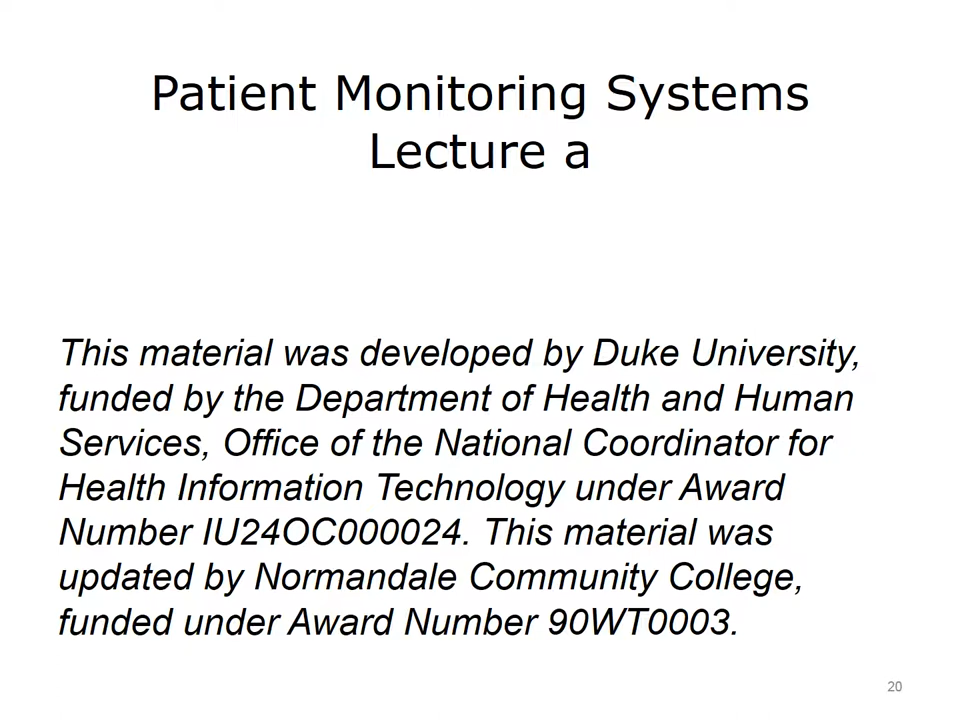 Patient Monitoring Systems
Lecture a
This material was developed by Duke University,
funded by the Department of Health and Human
Services, Office of the National Coordinator for
Health Information Technology under Award
Number IU24OC000024. This material was
updated by Normandale Community College,
funded under Award Number 90WT0003.
20